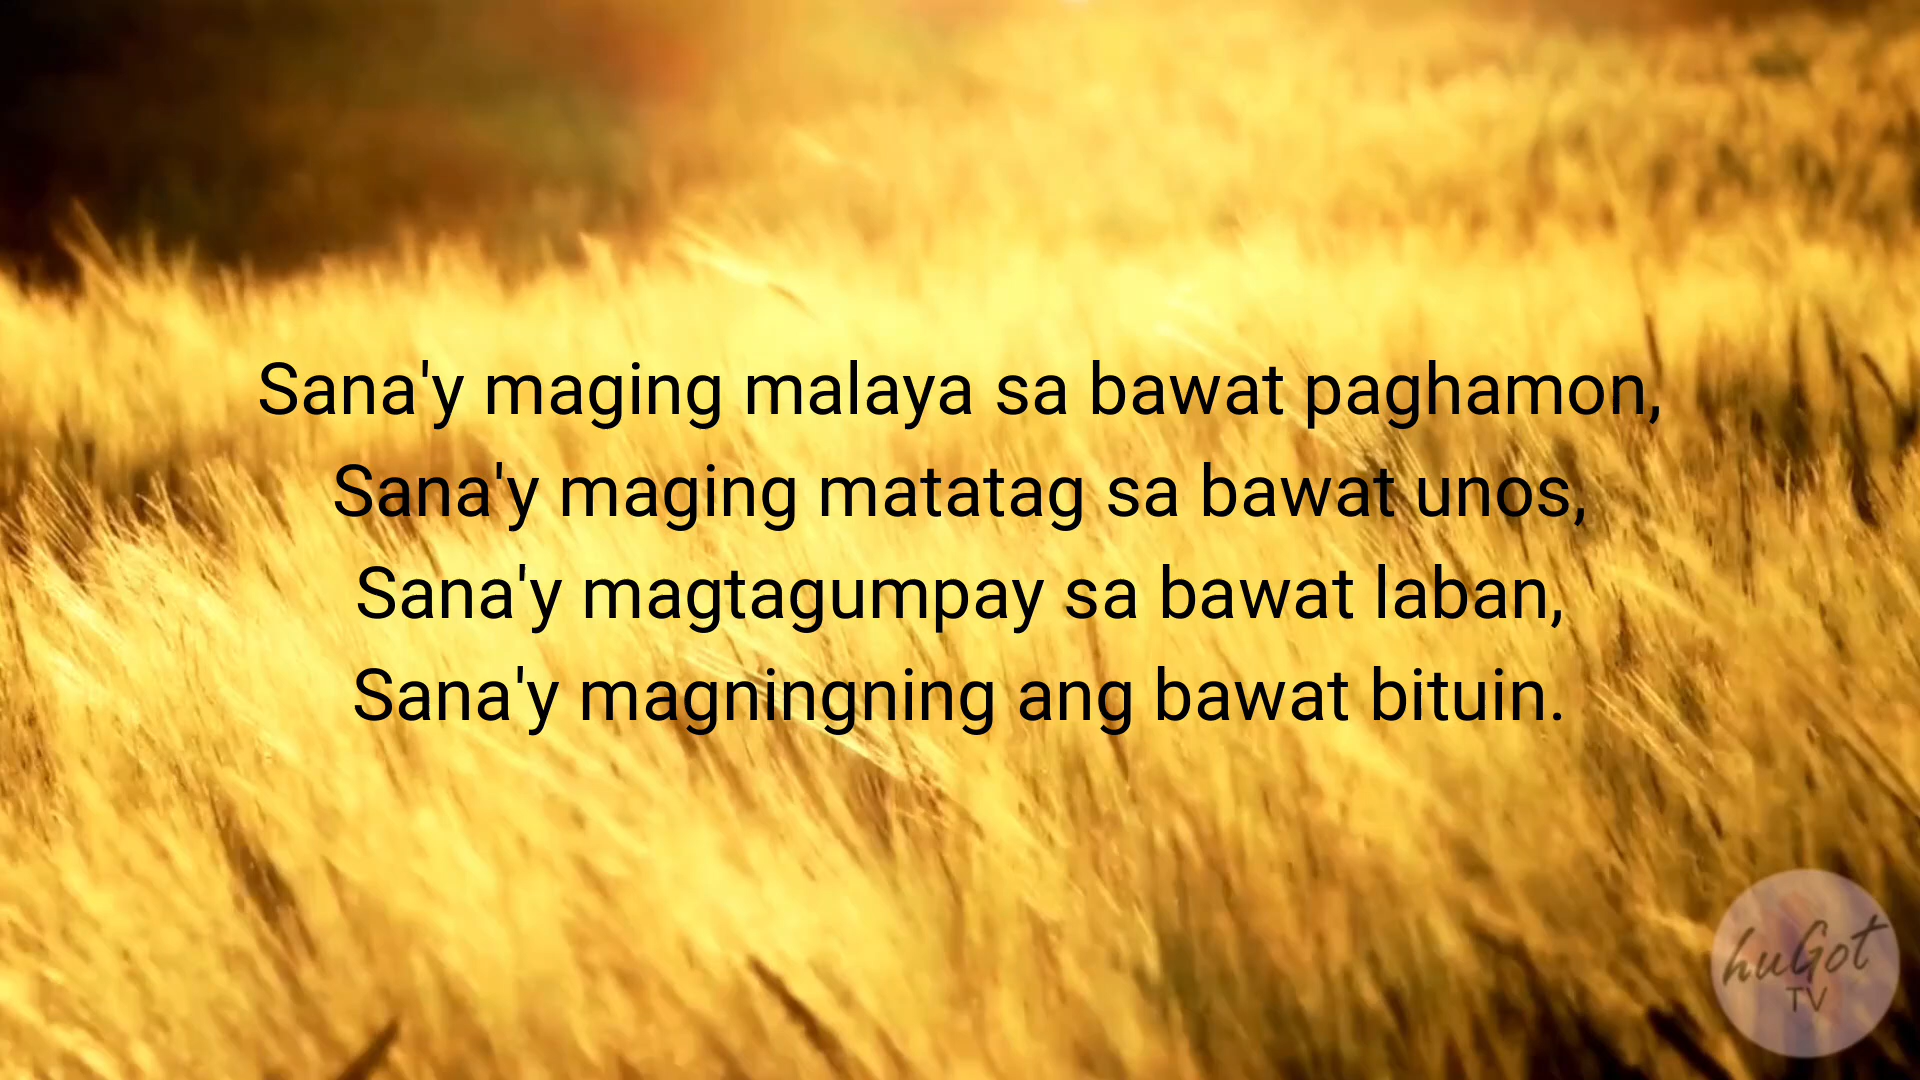 Sana'y maging malaya sa bawat paghamon,
Sana'y maging matatag sa bawat unos,
Sana'y magtagumpay sa bawat laban,
Sana'y magningning ang bawat bituin.
huGot
TV